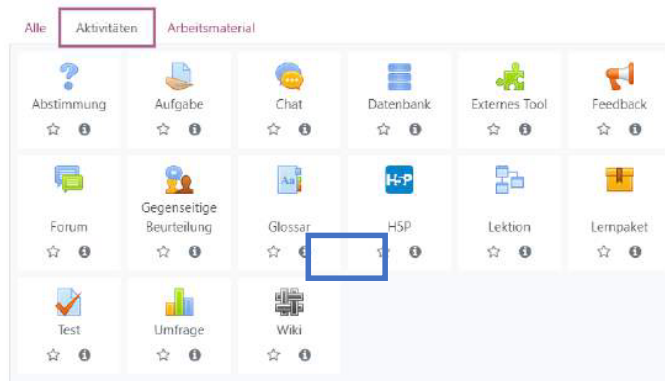 Alle Aktivitäten Arbeitsmaterial
Abstimmung Aufgabe Chat Datenbank Externes Tool Feedback
Forum Gegenseitige Beurteilung Glossar H5P Lektion Lernpaket
Test Umfrage Wiki